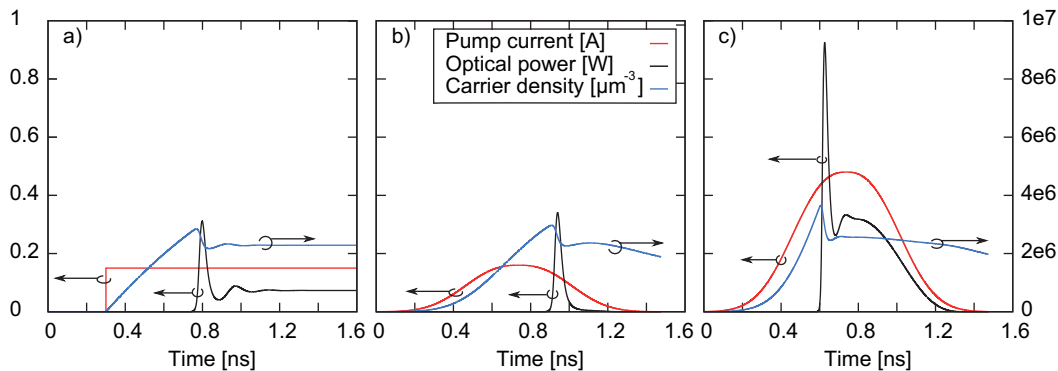 a) b) c)
Pump current [A]
Optical power [W]
Carrier density [µm⁻³]
1 0.8 0.6 0.4 0.2 0
1e7 8e6 6e6 4e6 2e6 0
0 0.4 0.8 1.2 1.6 0.4 0.8 1.2 1.6 0 0.4 0.8 1.2 1.6
Time [ns] Time [ns] Time [ns]